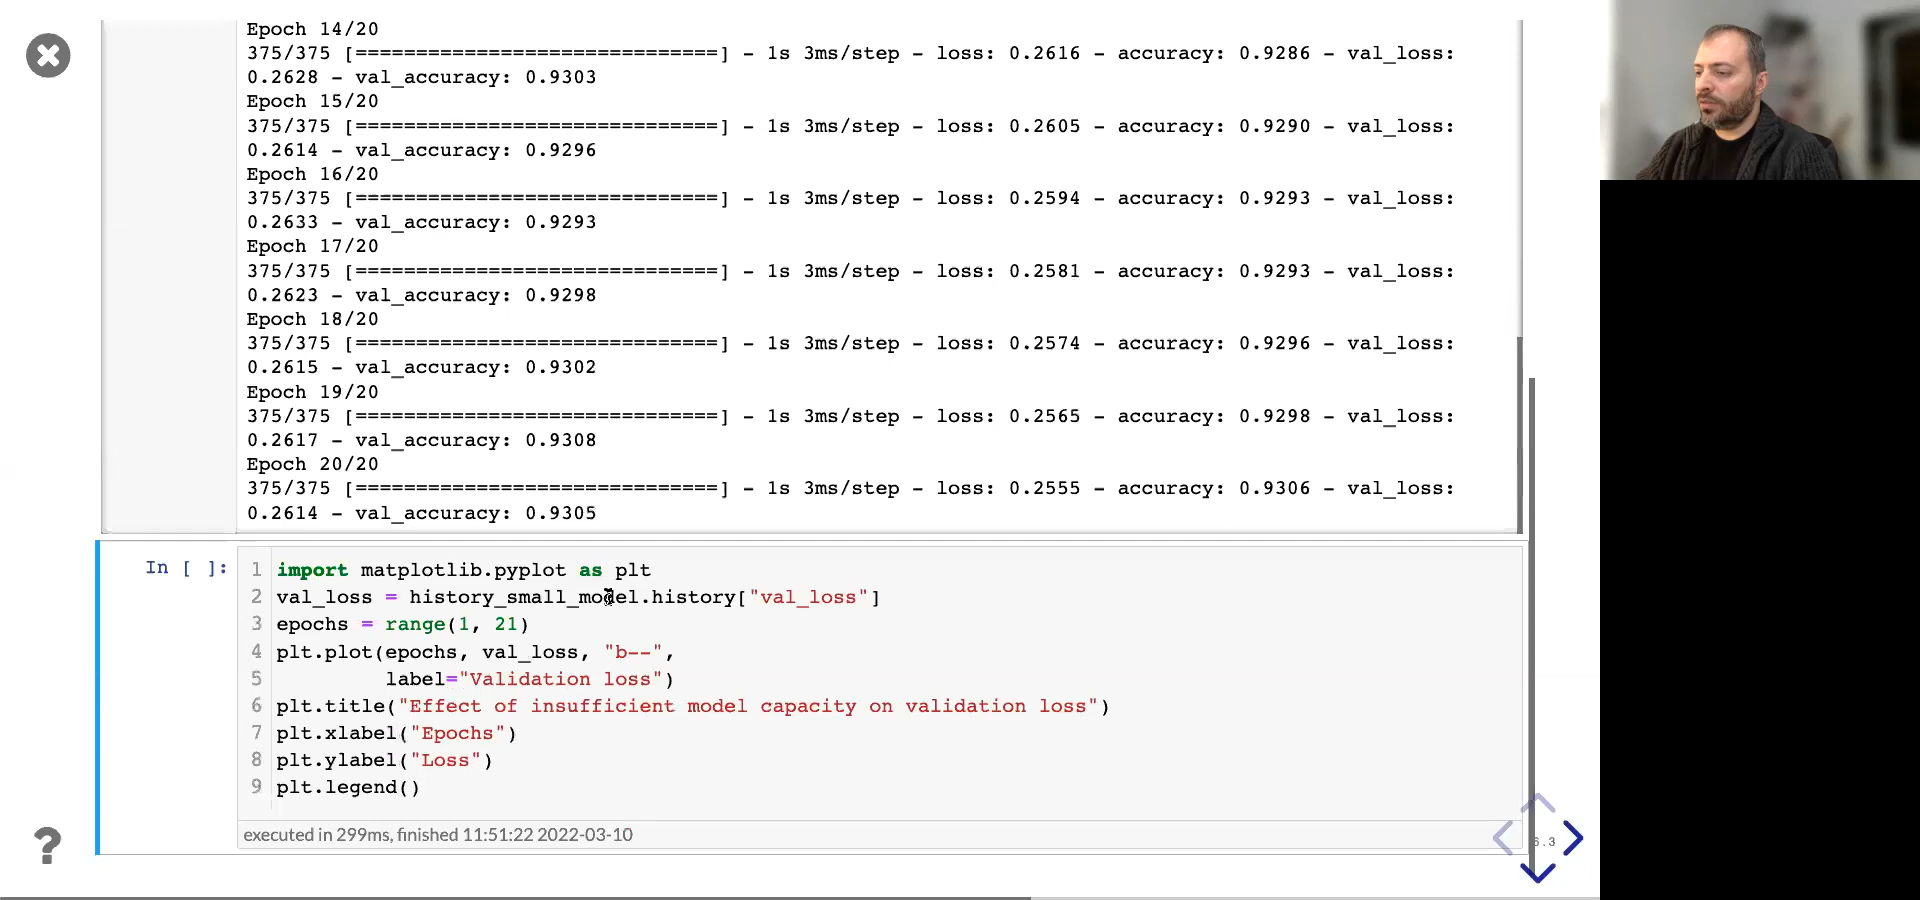 Epoch 14/20
375/375 [==============================] - 1s 3ms/step - loss: 0.2616 - accuracy: 0.9286 - val_loss:
0.2628 - val_accuracy: 0.9303
Epoch 15/20
375/375 [==============================] - 1s 3ms/step - loss: 0.2605 - accuracy: 0.9290 - val_loss:
0.2614 - val_accuracy: 0.9296
Epoch 16/20
375/375 [==============================] - 1s 3ms/step - loss: 0.2594 - accuracy: 0.9293 - val_loss:
0.2633 - val_accuracy: 0.9293
Epoch 17/20
375/375 [==============================] - 1s 3ms/step - loss: 0.2581 - accuracy: 0.9293 - val_loss:
0.2623 - val_accuracy: 0.9298
Epoch 18/20
375/375 [==============================] - 1s 3ms/step - loss: 0.2574 - accuracy: 0.9296 - val_loss:
0.2615 - val_accuracy: 0.9302
Epoch 19/20
375/375 [==============================] - 1s 3ms/step - loss: 0.2565 - accuracy: 0.9298 - val_loss:
0.2617 - val_accuracy: 0.9308
Epoch 20/20
375/375 [==============================] - 1s 3ms/step - loss: 0.2555 - accuracy: 0.9306 - val_loss:
0.2614 - val_accuracy: 0.9305
In [ ]:
1 import matplotlib.pyplot as plt
2 val_loss = history_small_model.history["val_loss"]
3 epochs = range(1, 21)
4 plt.plot(epochs, val_loss, "b--",
5 label="Validation loss")
6 plt.title("Effect of insufficient model capacity on validation loss")
7 plt.xlabel("Epochs")
8 plt.ylabel("Loss")
9 plt.legend()
executed in 299ms, finished 11:51:22 2022-03-10
?
6.3